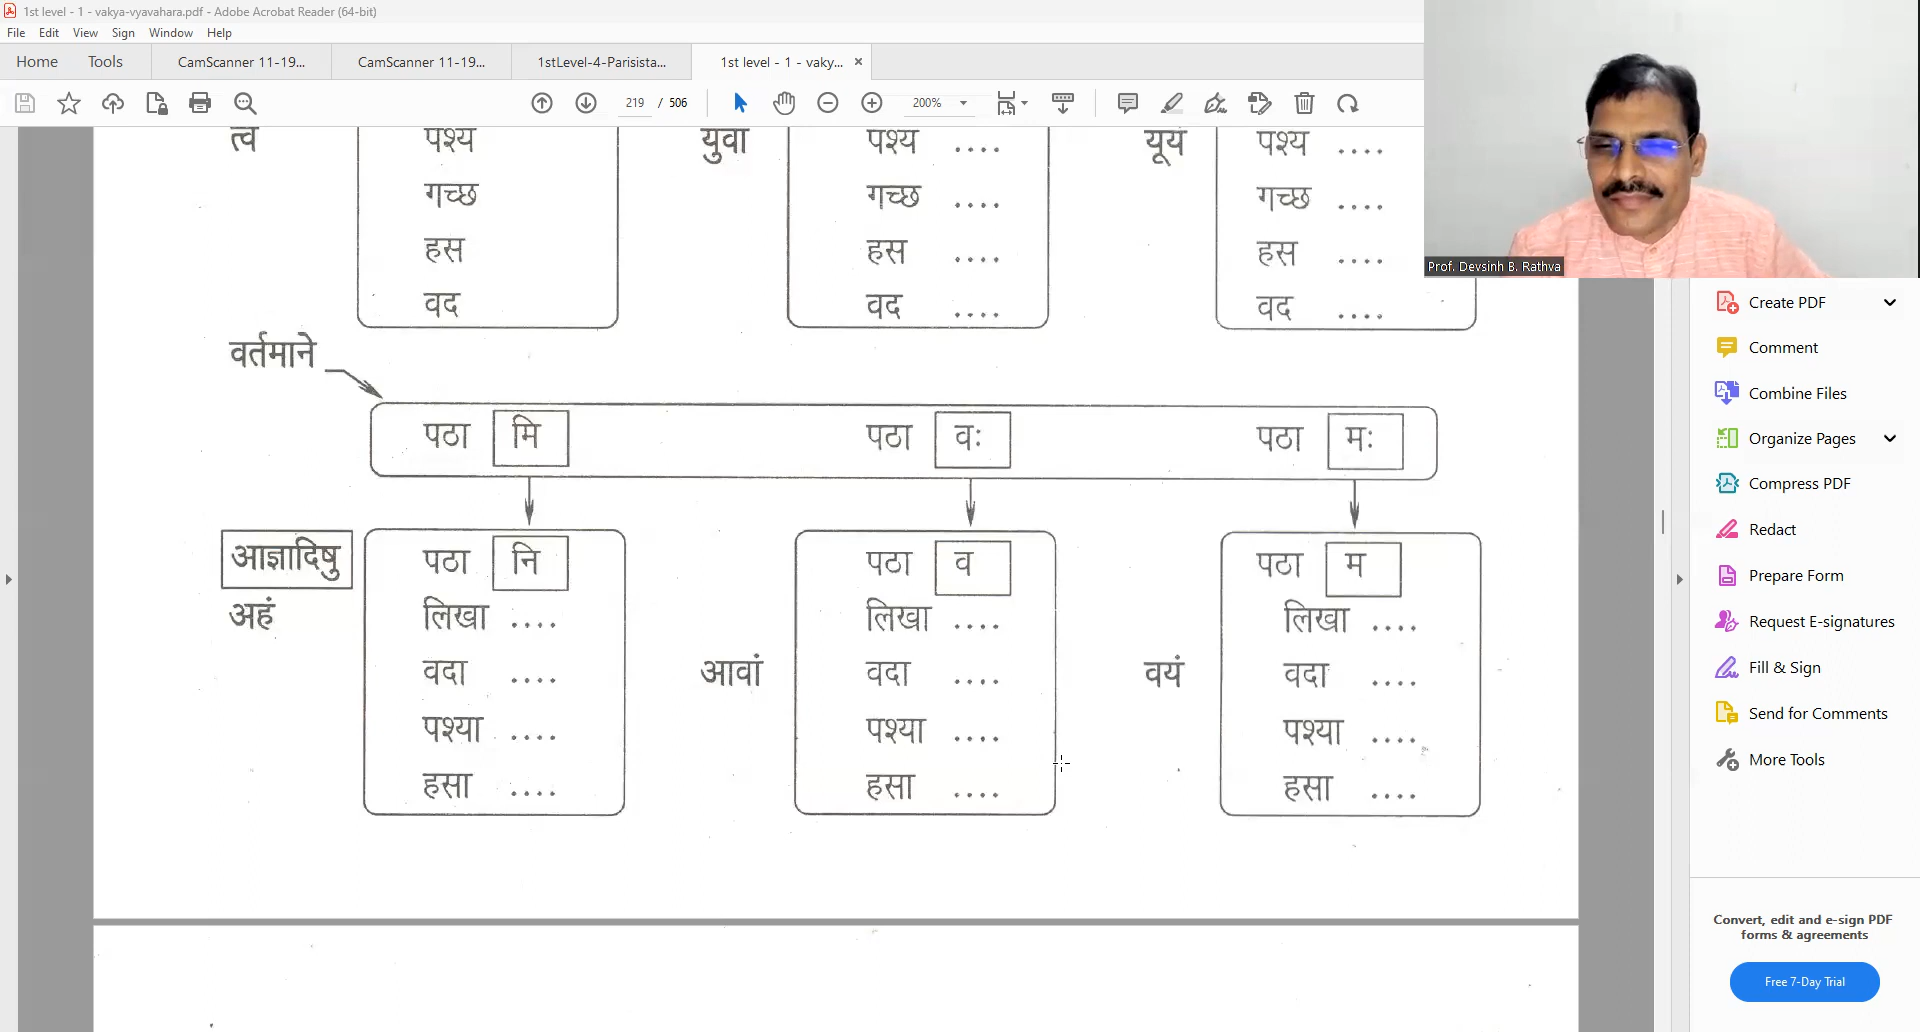 1st level - 1 - vakya-vyavahara.pdf - Adobe Acrobat Reader (64-bit)
File Edit View Sign Window Help
Home Tools CamScanner 11-19... CamScanner 11-19... 1stLevel-4-Parisista... 1st level - 1 - vaky... ×
219 / 506 200%
पश्य पश्य .... यूयं पश्य ....
गच्छ गच्छ .... गच्छ ....
हस हस .... हस ....
वद वद .... वद ....
वर्तमाने
पठा मि पठा वः पठा मः
आज्ञादिषु पठा नि पठा व पठा म
अहं लिखा .... लिखा .... लिखा ....
वदा .... आवां वदा .... वयं वदा ....
पश्या .... पश्या .... पश्या ....
हसा .... हसा .... हसा ....
Prof. Devsinh B. Rathva
Create PDF
Comment
Combine Files
Organize Pages
Compress PDF
Redact
Prepare Form
Request E-signatures
Fill & Sign
Send for Comments
More Tools
Convert, edit and e-sign PDF
forms & agreements
Free 7-Day Trial